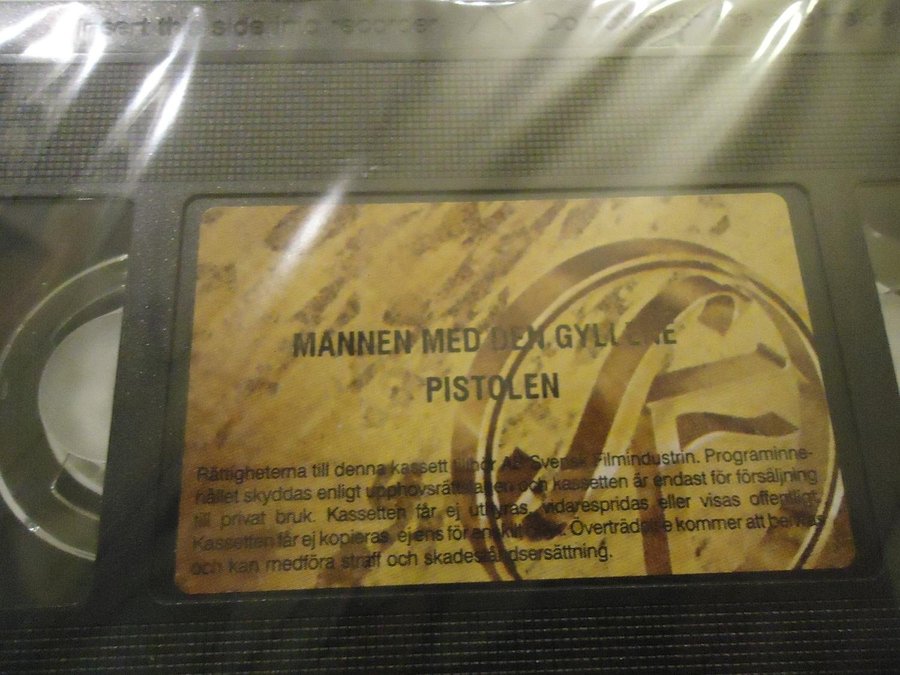 Insert this side into recorder
MANNEN MED DEN GYLLENE
PISTOLEN
Rättigheterna till denna kassett tillhör AB Svensk Filmindustrin. Programinne-
hållet skyddas enligt upphovsrättslagen och kassetten är endast för försäljning
till privat bruk. Kassetten får ej uthyras, vidarespridas eller visas offentligt.
Kassetten får ej kopieras, ej ens för enskilt bruk. Överträdelse kommer att beivras
och kan medföra straff och skadeståndsersättning.